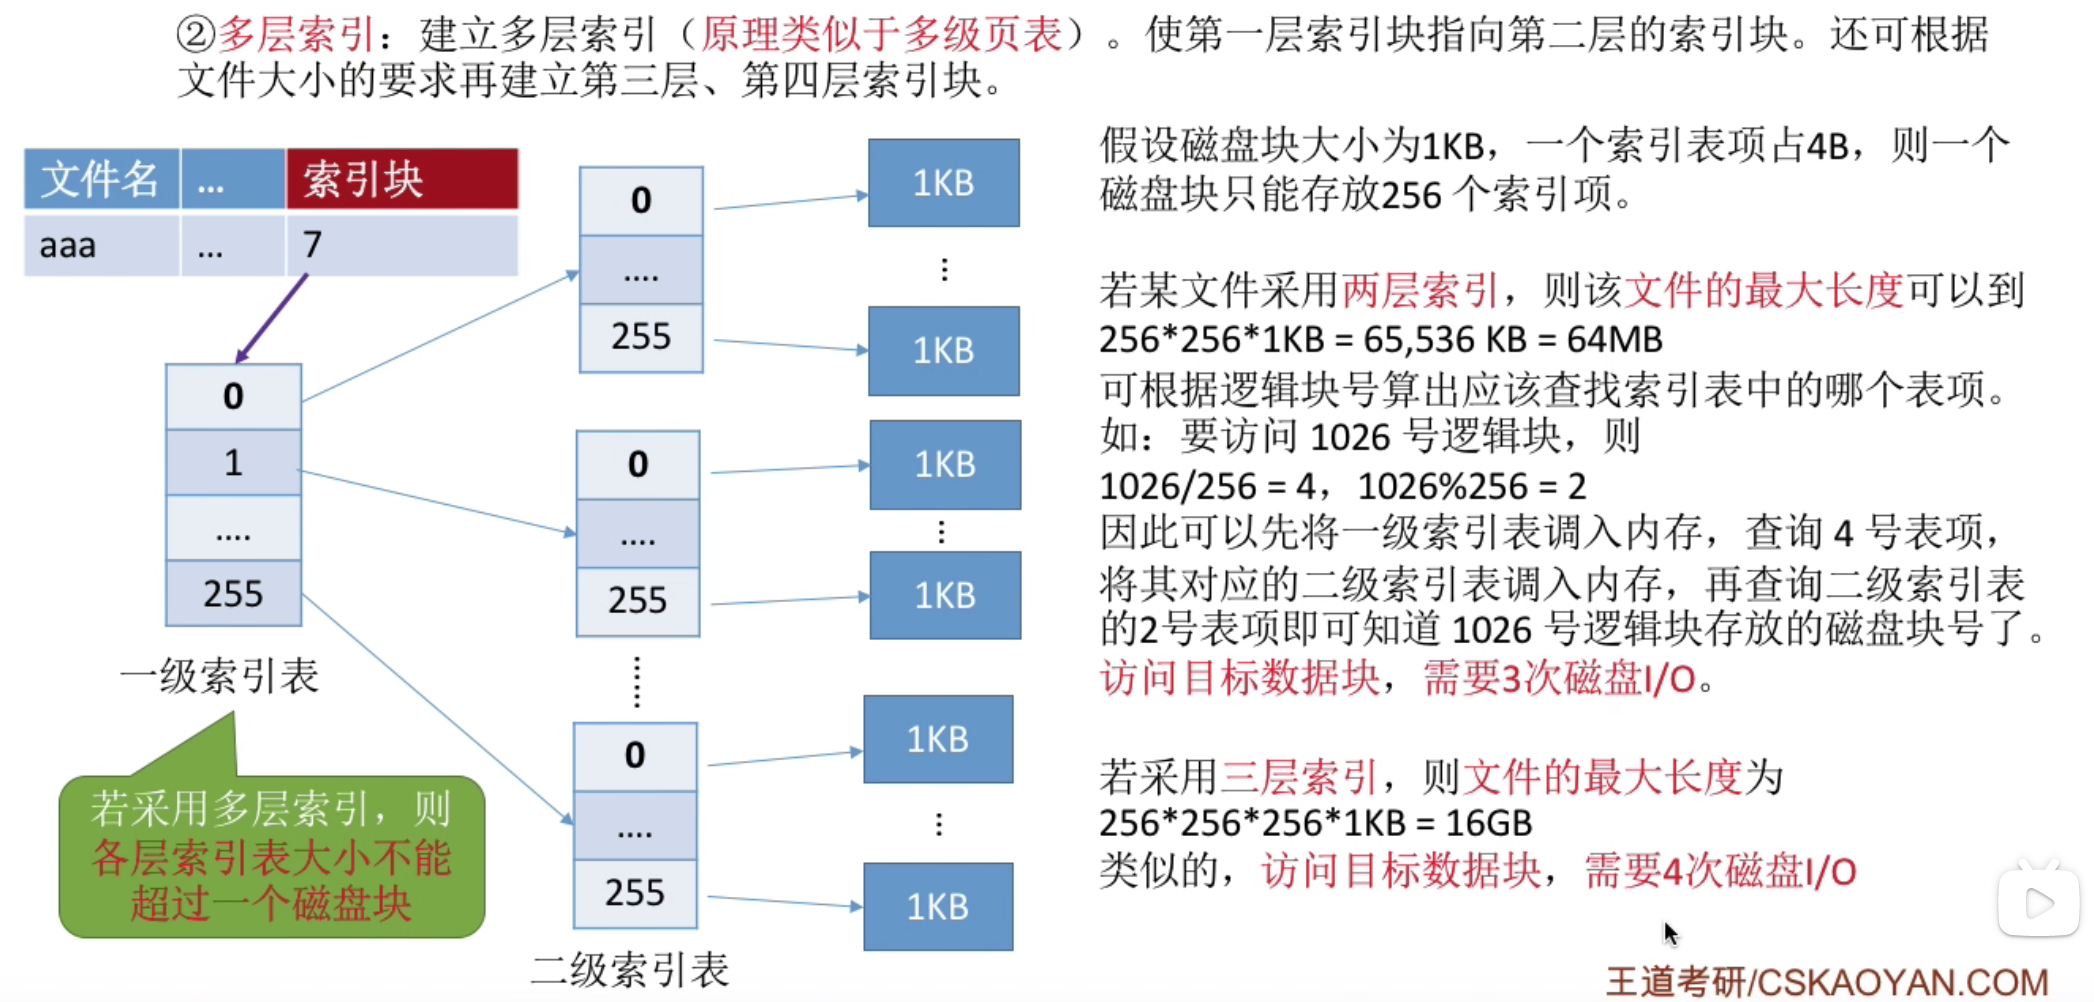 ②多层索引：建立多层索引（原理类似于多级页表）。使第一层索引块指向第二层的索引块。还可根据
文件大小的要求再建立第三层、第四层索引块。
文件名 ... 索引块
aaa ... 7
0
1
....
255
一级索引表
若采用多层索引，则
各层索引表大小不能
超过一个磁盘块
0
....
255
0
....
255
0
....
255
二级索引表
1KB
1KB
1KB
1KB
1KB
1KB
假设磁盘块大小为1KB，一个索引表项占4B，则一个
磁盘块只能存放256 个索引项。
若某文件采用两层索引，则该文件的最大长度可以到
256*256*1KB = 65,536 KB = 64MB
可根据逻辑块号算出应该查找索引表中的哪个表项。
如：要访问 1026 号逻辑块，则
1026/256 = 4，1026%256 = 2
因此可以先将一级索引表调入内存，查询 4 号表项，
将其对应的二级索引表调入内存，再查询二级索引表
的2号表项即可知道 1026 号逻辑块存放的磁盘块号了。
访问目标数据块，需要3次磁盘I/O。
若采用三层索引，则文件的最大长度为
256*256*256*1KB = 16GB
类似的，访问目标数据块，需要4次磁盘I/O
王道考研/CSKAOYAN.COM